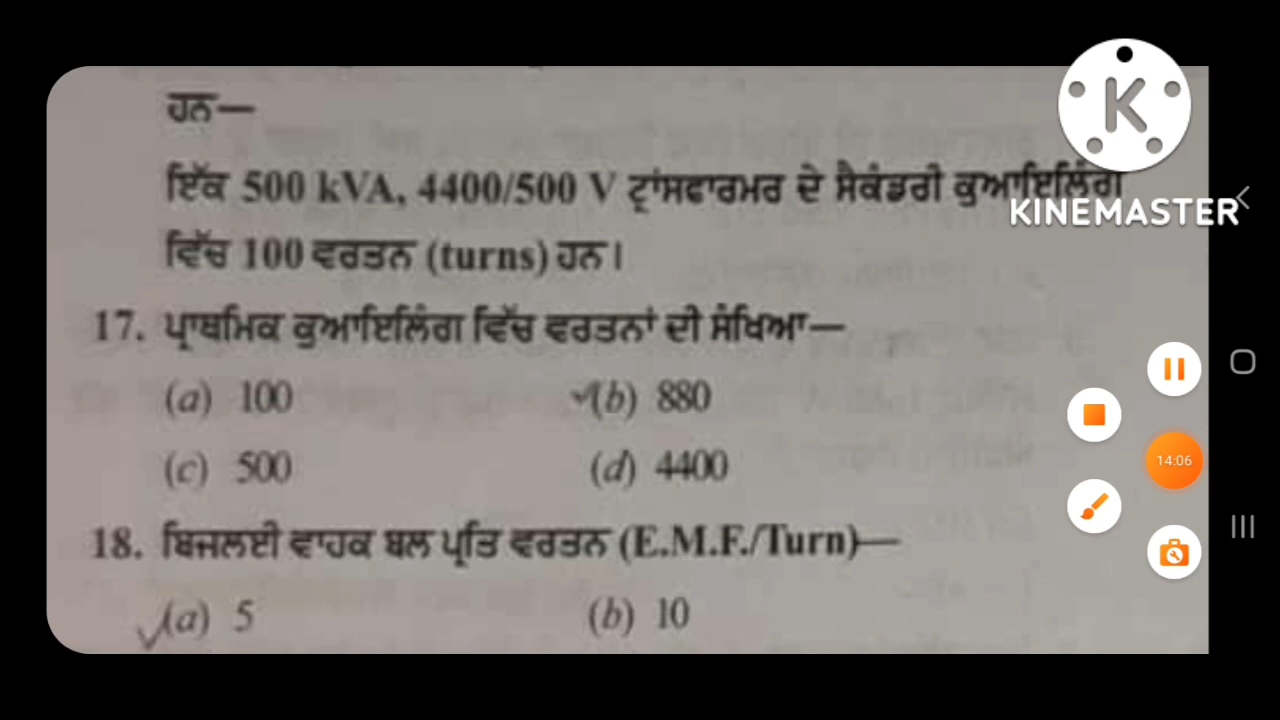 ਹਨ—
ਇੱਕ 500 kVA, 4400/500 V ਟ੍ਰਾਂਸਫਾਰਮਰ ਦੇ ਸੈਕੰਡਰੀ ਕੁਆਇਲਿੰਗ
ਵਿੱਚ 100 ਵਰਤਨ (turns) ਹਨ।
17. ਪ੍ਰਾਥਮਿਕ ਕੁਆਇਲਿੰਗ ਵਿੱਚ ਵਰਤਨਾਂ ਦੀ ਸੰਖਿਆ—
(a) 100 (b) 880
(c) 500 (d) 4400
18. ਬਿਜਲਈ ਵਾਹਕ ਬਲ ਪ੍ਰਤਿ ਵਰਤਨ (E.M.F./Turn)—
(a) 5 (b) 10
K
KINEMASTER
14:06